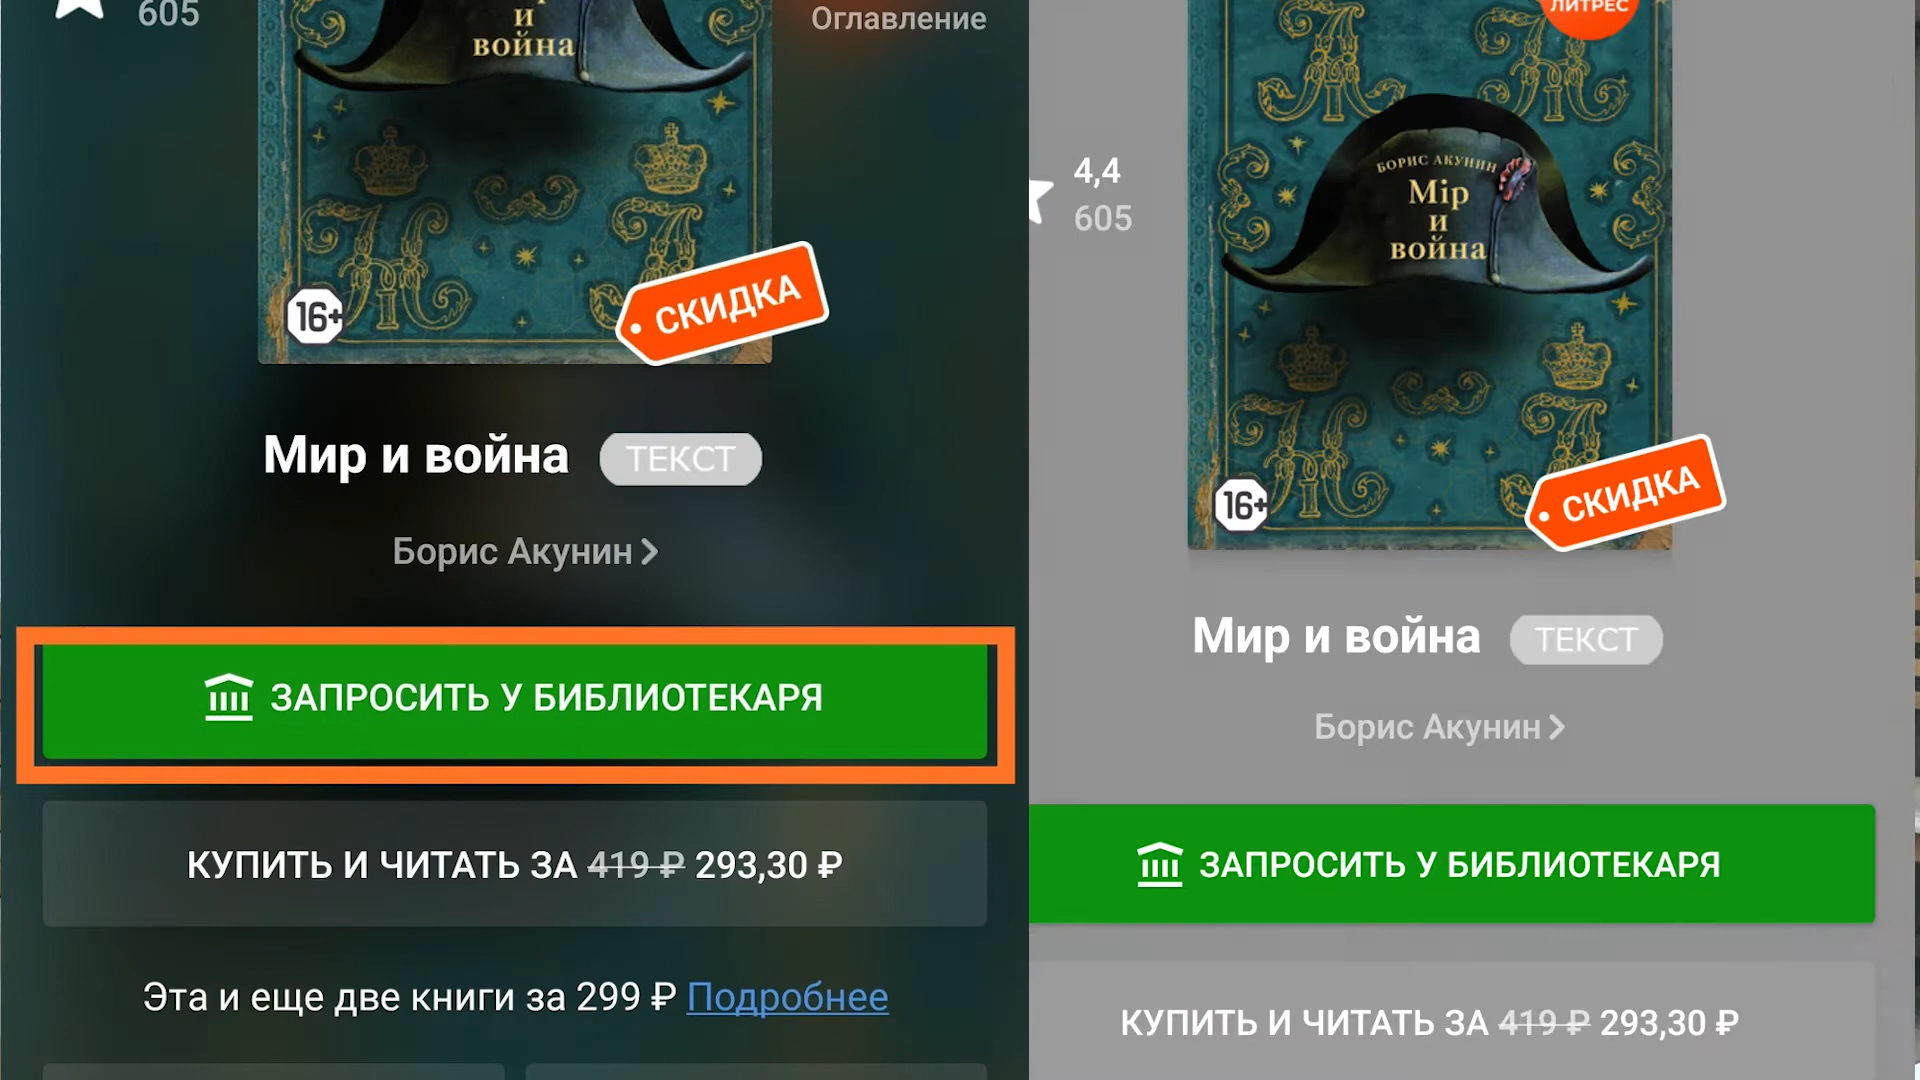 605
Оглавление
и
война
16+
СКИДКА
Мир и война ТЕКСТ
Борис Акунин
ЗАПРОСИТЬ У БИБЛИОТЕКАРЯ
КУПИТЬ И ЧИТАТЬ ЗА 419 ₽ 293,30 ₽
Эта и еще две книги за 299 ₽ Подробнее
ЛИТРЕС
4,4
605
БОРИС АКУНИН
Мiр
и
война
16+
СКИДКА
Мир и война ТЕКСТ
Борис Акунин
ЗАПРОСИТЬ У БИБЛИОТЕКАРЯ
КУПИТЬ И ЧИТАТЬ ЗА 419 ₽ 293,30 ₽